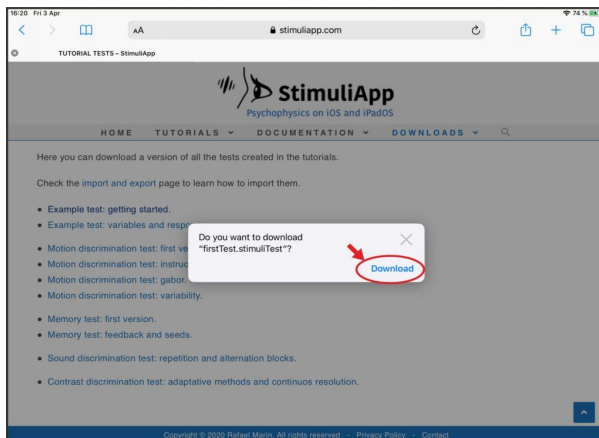 16:20 Fri 3 Apr
74 %
AA
stimuliapp.com
TUTORIAL TESTS – StimuliApp
StimuliApp
Psychophysics on iOS and iPadOS
HOME TUTORIALS DOCUMENTATION DOWNLOADS
Here you can download a version of all the tests created in the tutorials.
Check the import and export page to learn how to import them.
Example test: getting started.
Example test: variables and
Motion discrimination test: first
Motion discrimination test:
Motion discrimination test: gabor.
Motion discrimination test: variability.
Do you want to download
“firstTest.stimuliTest”?
Download
Memory test: first version.
Memory test: feedback and seeds.
Sound discrimination test: repetition and alternation blocks.
Contrast discrimination test: adaptative methods and continuos resolution.
Copyright © 2020 Rafael Marín. All rights reserved - Privacy Policy - Contact